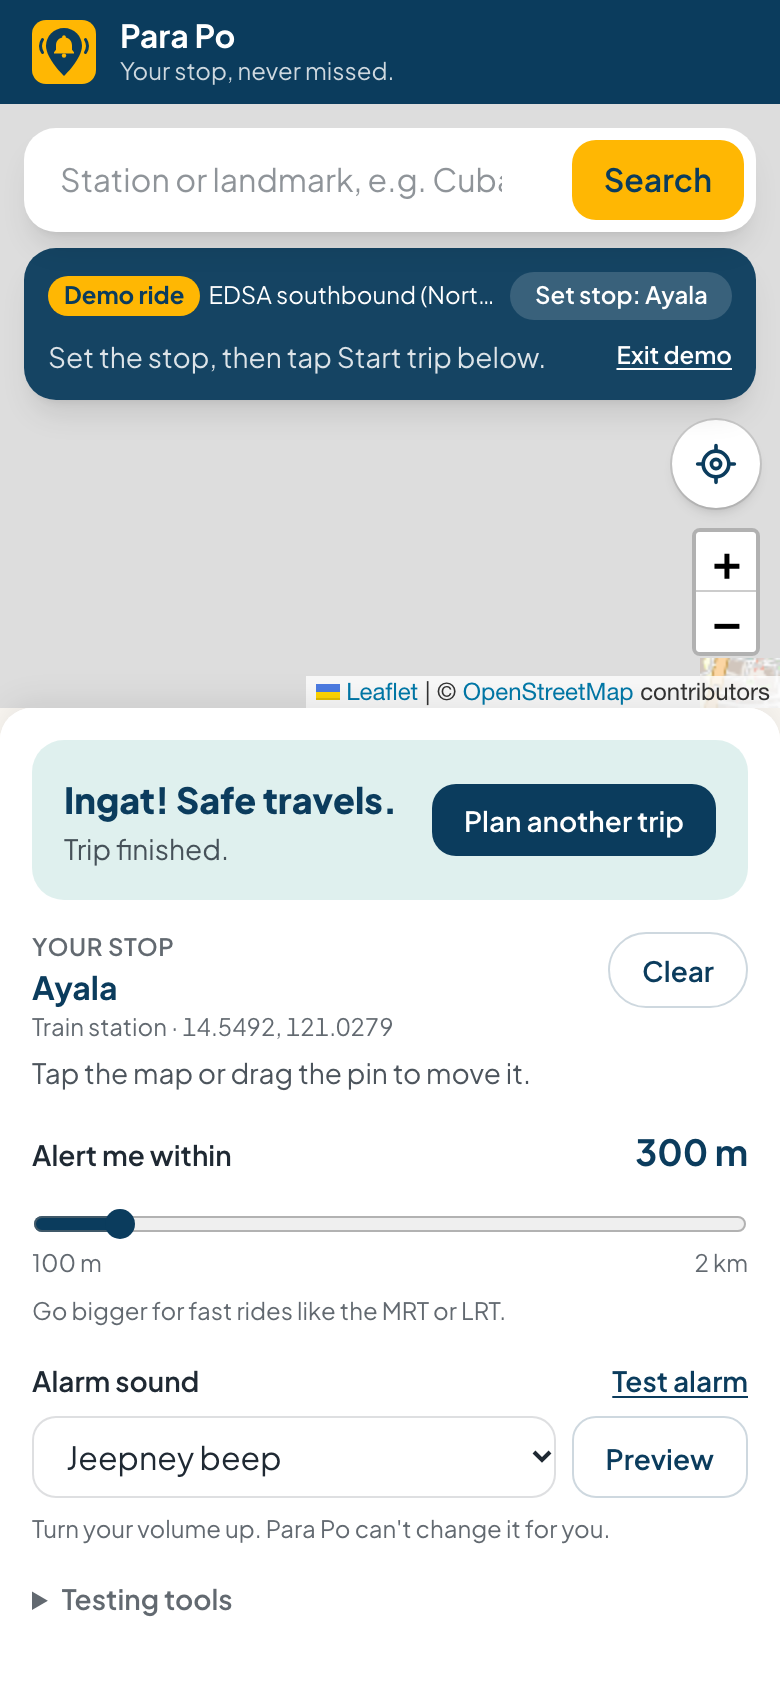 Para Po
Your stop, never missed.
Station or landmark, e.g. Cuba
Search
Demo ride
EDSA southbound (Nort…
Set stop: Ayala
Set the stop, then tap Start trip below.
Exit demo
+
−
Leaflet | © OpenStreetMap contributors
Ingat! Safe travels.
Trip finished.
Plan another trip
YOUR STOP
Ayala
Clear
Train station · 14.5492, 121.0279
Tap the map or drag the pin to move it.
Alert me within
300 m
100 m
2 km
Go bigger for fast rides like the MRT or LRT.
Alarm sound
Test alarm
Jeepney beep
Preview
Turn your volume up. Para Po can't change it for you.
Testing tools